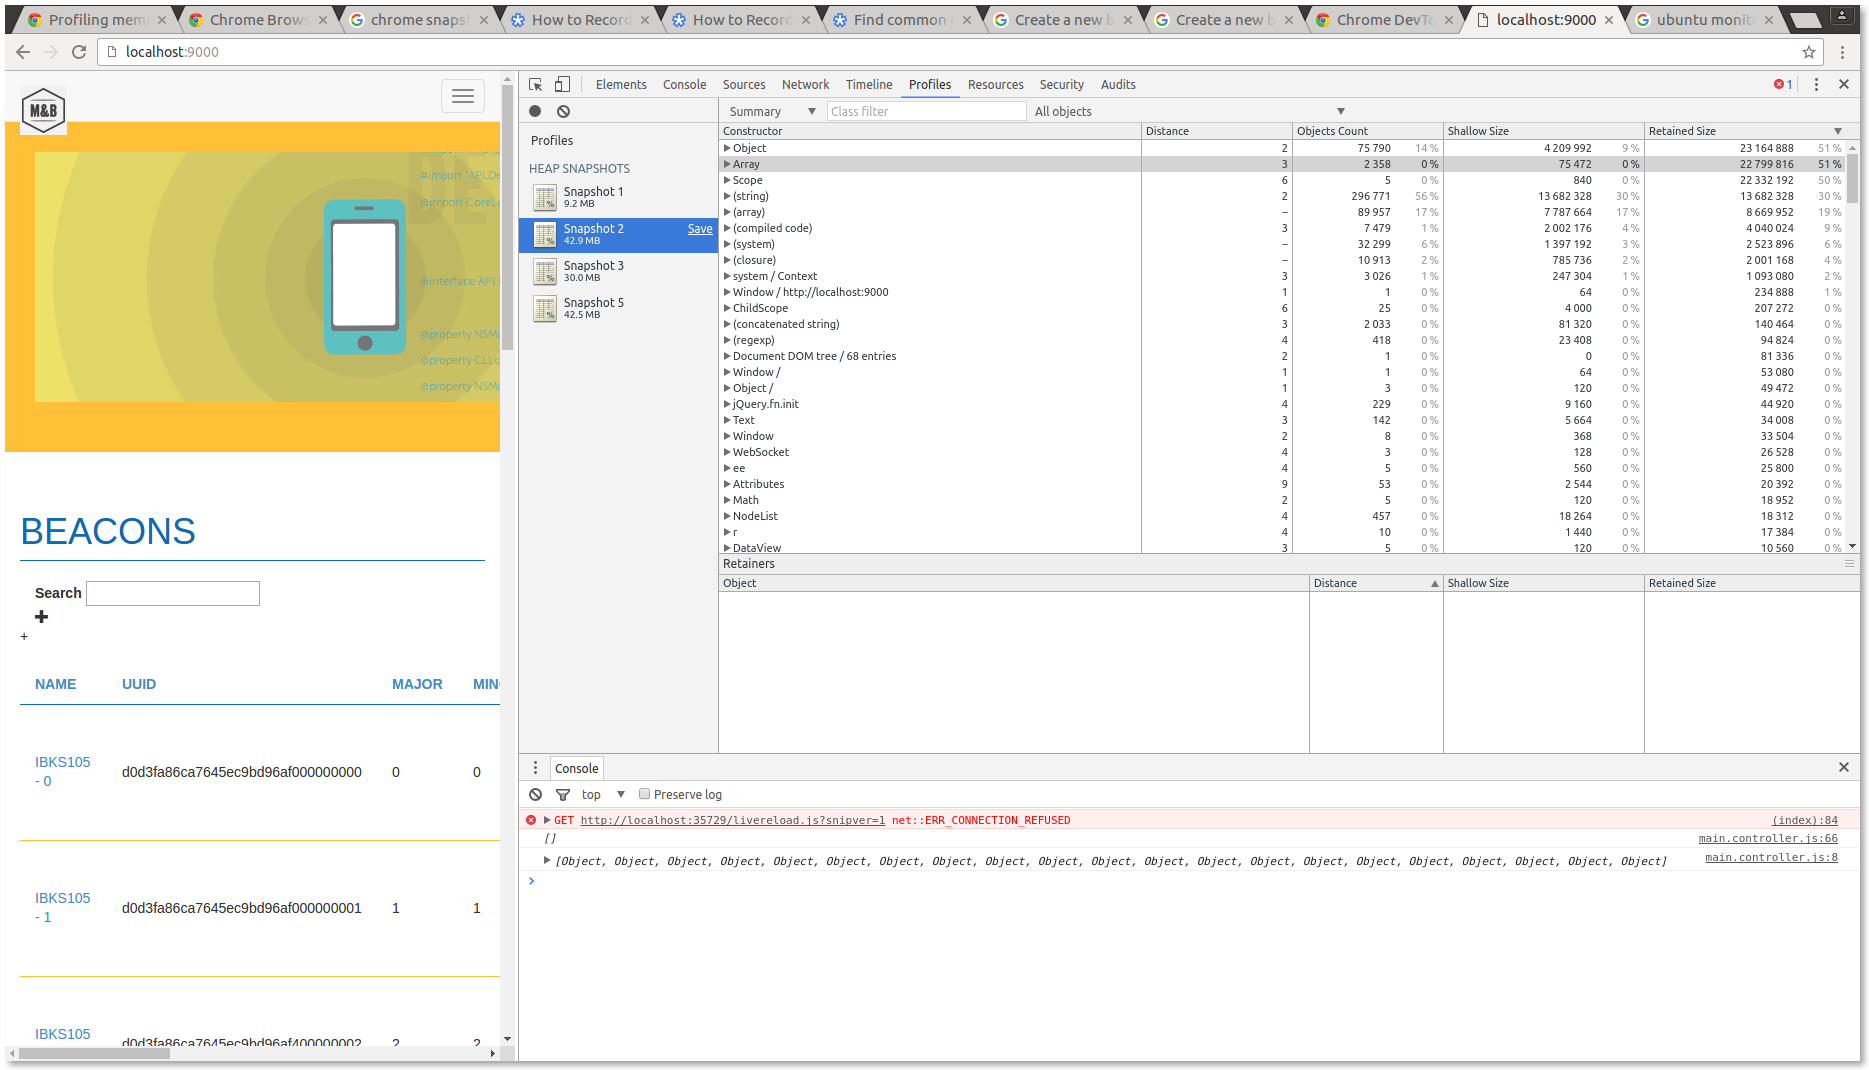 Profiling mem
Chrome Brows
chrome snaps
How to Record
How to Record
Find common
Create a new b
Create a new b
Chrome DevTo
localhost:9000
ubuntu monit
localhost:9000
M&B
#import "APLDe
@import CoreLo
@interface APL
@property NSMu
@property CLLo
@property NSMu
BEACONS
Search
+
NAME UUID MAJOR MIN
IBKS105 - 0 d0d3fa86ca7645ec9bd96af000000000 0 0
IBKS105 - 1 d0d3fa86ca7645ec9bd96af000000001 1 1
IBKS105 d0d3fa86ca7645ec9bd96af400000002 2 2
Elements Console Sources Network Timeline Profiles Resources Security Audits 1
Summary Class filter All objects
Profiles
HEAP SNAPSHOTS
Snapshot 1
9.2 MB
Snapshot 2 Save
42.9 MB
Snapshot 3
30.0 MB
Snapshot 5
42.5 MB
Constructor Distance Objects Count Shallow Size Retained Size
Object 2 75 790 14 % 4 209 992 9 % 23 164 888 51 %
Array 3 2 358 0 % 75 472 0 % 22 799 816 51 %
Scope 6 5 0 % 840 0 % 22 332 192 50 %
(string) 2 296 771 56 % 13 682 328 30 % 13 682 328 30 %
(array) – 89 957 17 % 7 787 664 17 % 8 669 952 19 %
(compiled code) 3 7 479 1 % 2 002 176 4 % 4 040 024 9 %
(system) – 32 299 6 % 1 397 192 3 % 2 523 896 6 %
(closure) – 10 913 2 % 785 736 2 % 2 001 168 4 %
system / Context 3 3 026 1 % 247 304 1 % 1 093 080 2 %
Window / http://localhost:9000 1 1 0 % 64 0 % 234 888 1 %
ChildScope 6 25 0 % 4 000 0 % 207 272 0 %
(concatenated string) 3 2 033 0 % 81 320 0 % 140 464 0 %
(regexp) 4 418 0 % 23 408 0 % 94 824 0 %
Document DOM tree / 68 entries 2 1 0 % 0 0 % 81 336 0 %
Window / 1 1 0 % 64 0 % 53 080 0 %
Object / 1 3 0 % 120 0 % 49 472 0 %
jQuery.fn.init 4 229 0 % 9 160 0 % 44 920 0 %
Text 3 142 0 % 5 664 0 % 34 008 0 %
Window 2 8 0 % 368 0 % 33 504 0 %
WebSocket 4 3 0 % 128 0 % 26 528 0 %
ee 4 5 0 % 560 0 % 25 800 0 %
Attributes 9 53 0 % 2 544 0 % 20 392 0 %
Math 2 5 0 % 120 0 % 18 952 0 %
NodeList 4 457 0 % 18 264 0 % 18 312 0 %
r 4 10 0 % 1 440 0 % 17 384 0 %
DataView 3 5 0 % 120 0 % 10 560 0 %
Retainers
Object Distance Shallow Size Retained Size
Console
top Preserve log
GET http://localhost:35729/livereload.js?snipver=1 net::ERR_CONNECTION_REFUSED (index):84
[] main.controller.js:66
[Object, Object, Object, Object, Object, Object, Object, Object, Object, Object, Object, Object, Object, Object, Object, Object, Object, Object, Object, Object, Object] main.controller.js:8